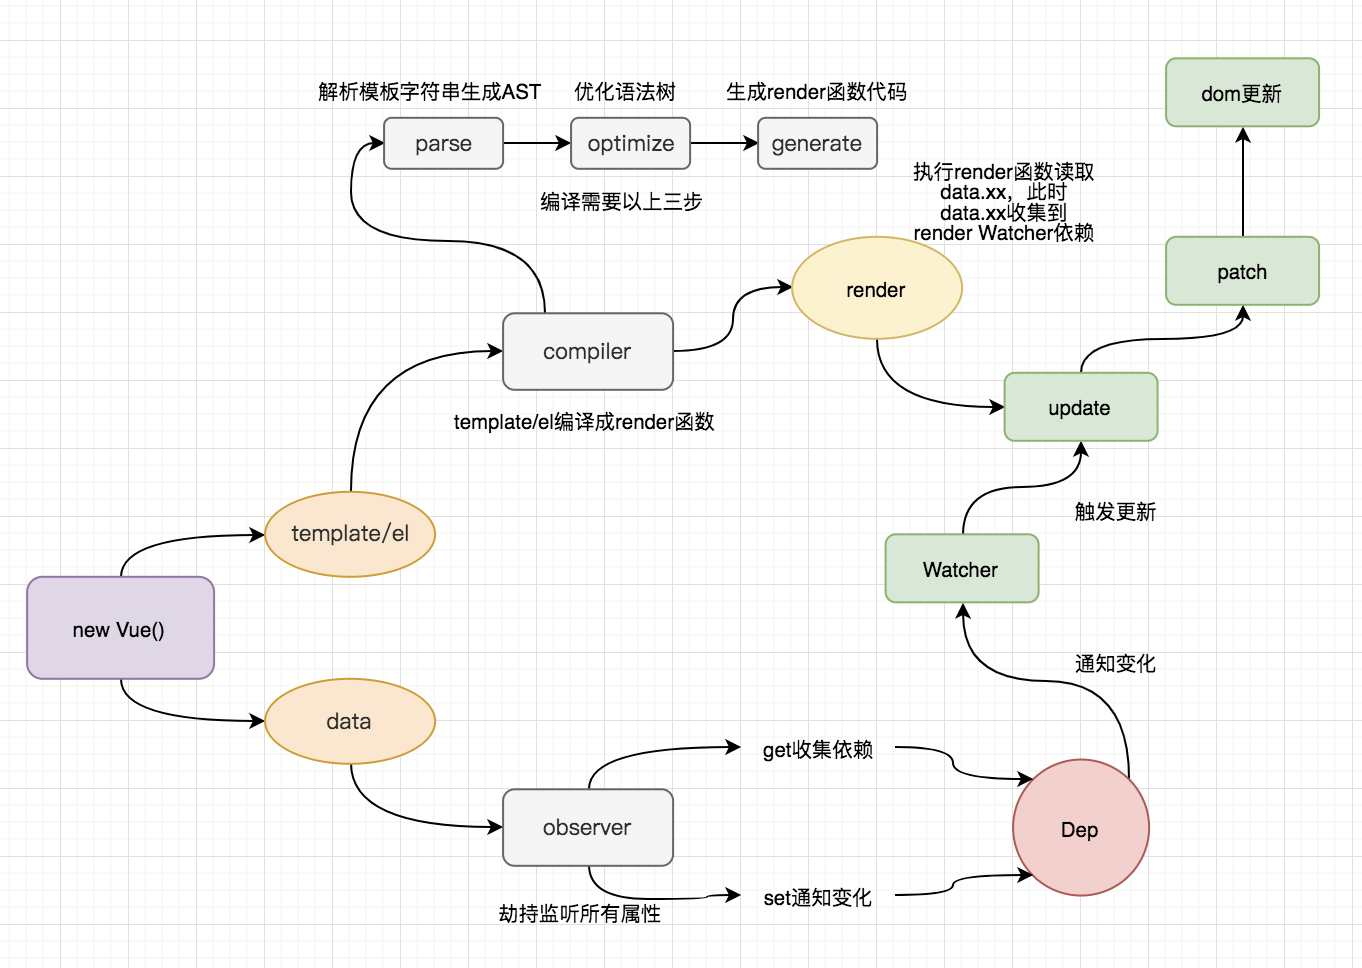 解析模板字符串生成AST
优化语法树
生成render函数代码
dom更新
parse
optimize
generate
执行render函数读取
data.xx，此时
data.xx收集到
render Watcher依赖
编译需要以上三步
patch
render
compiler
update
template/el编译成render函数
触发更新
template/el
Watcher
new Vue()
通知变化
data
get收集依赖
observer
Dep
set通知变化
劫持监听所有属性